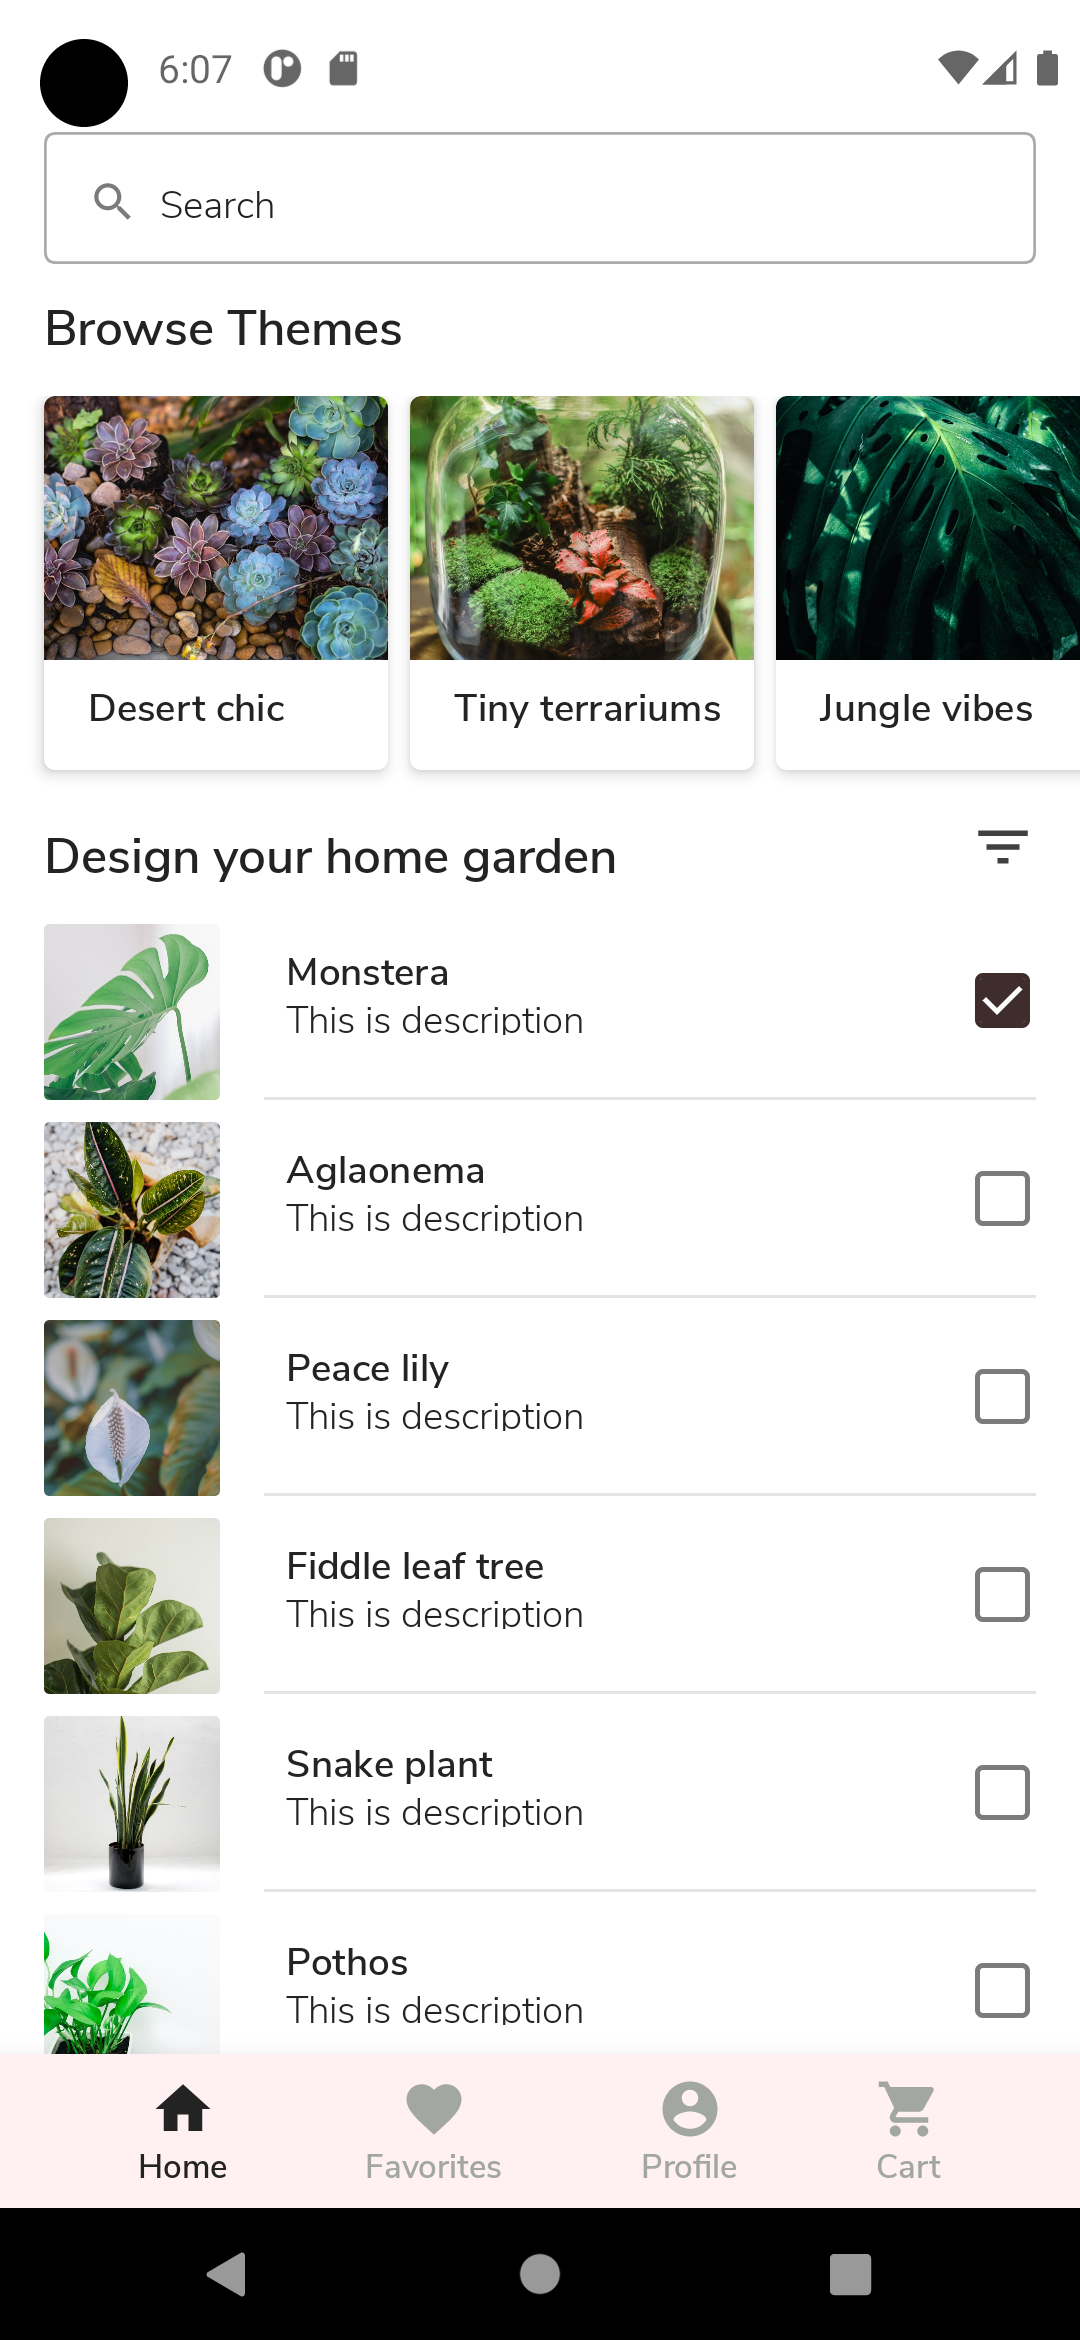 6:07
Search
Browse Themes
Desert chic
Tiny terrariums
Jungle vibes
Design your home garden
Monstera
This is description
Aglaonema
This is description
Peace lily
This is description
Fiddle leaf tree
This is description
Snake plant
This is description
Pothos
This is description
Home
Favorites
Profile
Cart